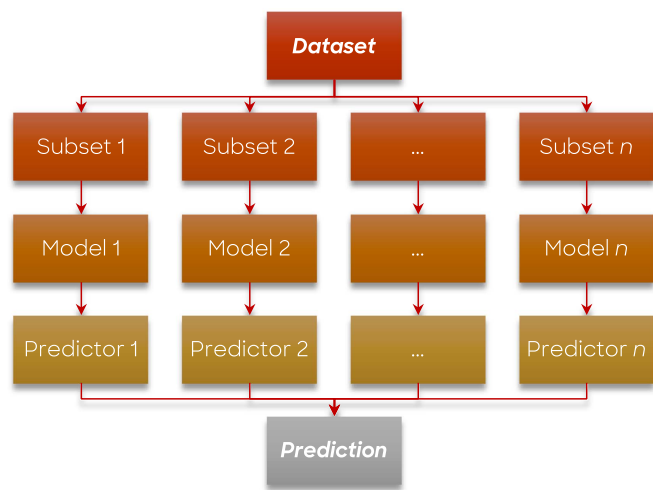 Dataset
Subset 1
Subset 2
...
Subset n
Model 1
Model 2
...
Model n
Predictor 1
Predictor 2
...
Predictor n
Prediction